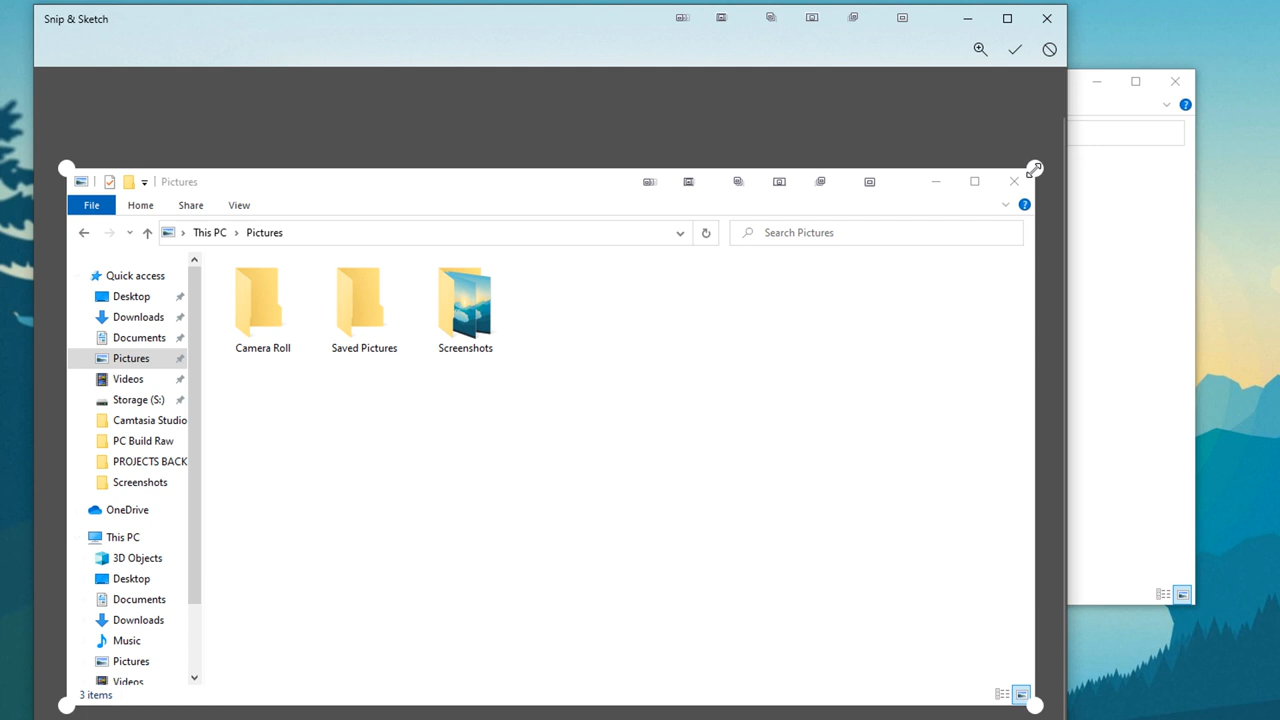 Snip & Sketch
Pictures
File Home Share View
This PC > Pictures
Search Pictures
Quick access
Desktop
Downloads
Documents
Pictures
Videos
Storage (S:)
Camtasia Studio
PC Build Raw
PROJECTS BACK
Screenshots
OneDrive
This PC
3D Objects
Desktop
Documents
Downloads
Music
Pictures
Videos
Camera Roll Saved Pictures Screenshots
3 items